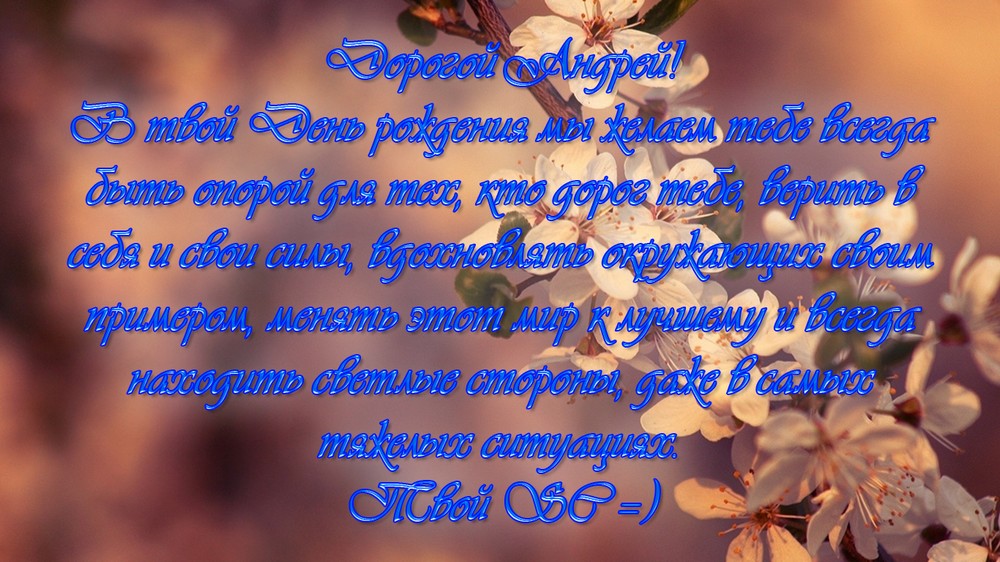 Дорогой Андрей!
В твой День рождения мы желаем тебе всегда
быть опорой для тех, кто дорог тебе, верить в
себя и свои силы, вдохновлять окружающих своим
примером, менять этот мир к лучшему и всегда
находить светлые стороны, даже в самых
тяжелых ситуациях.
Твой SC =)